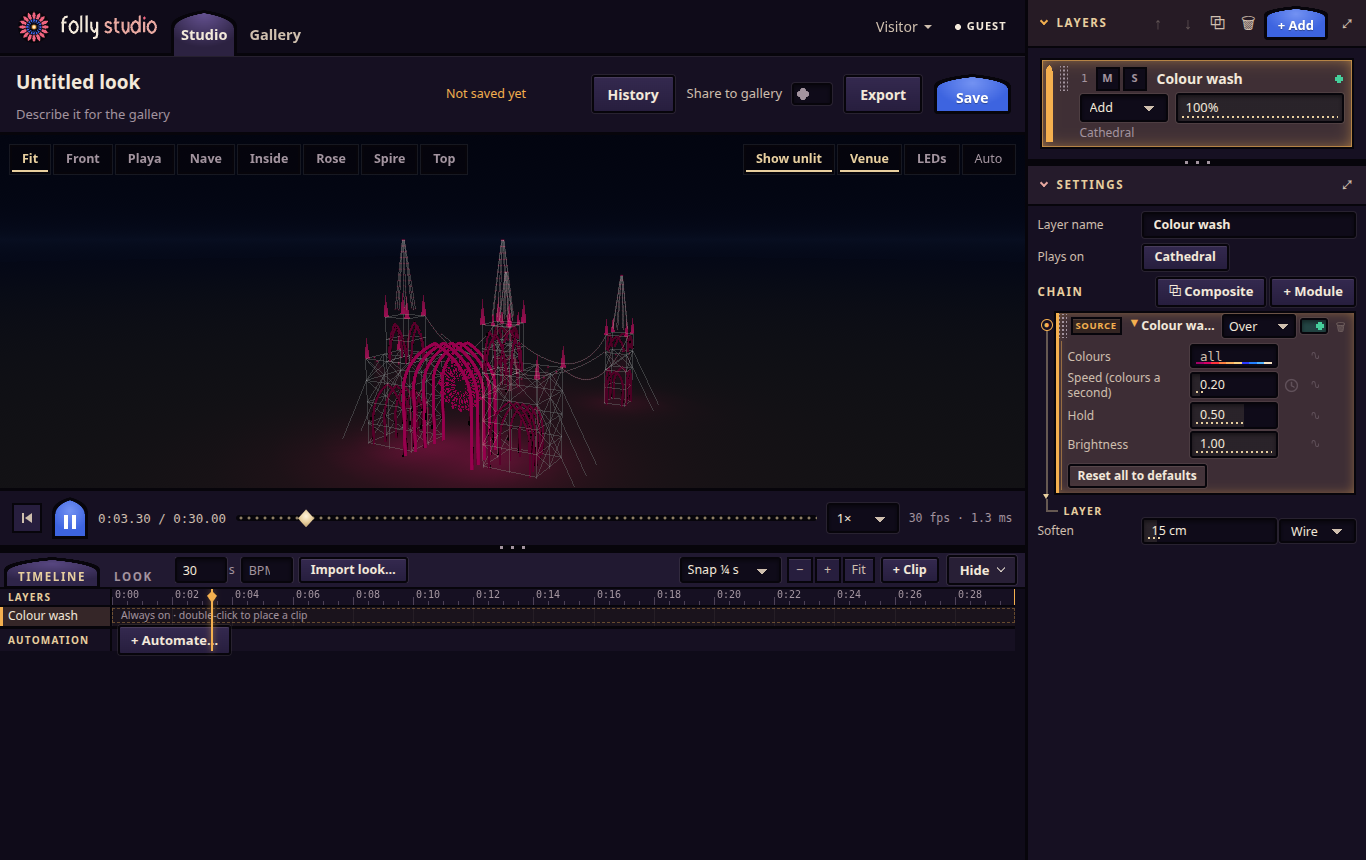 folly studio
Studio
Gallery
Visitor
GUEST
Untitled look
Describe it for the gallery
Not saved yet
History
Share to gallery
Export
Save
Fit
Front
Playa
Nave
Inside
Rose
Spire
Top
Show unlit
Venue
LEDs
Auto
0:03.30 / 0:30.00
1×
30 fps · 1.3 ms
TIMELINE
LOOK
30 s
BPM
Import look...
Snap ¼ s
−
+
Fit
+ Clip
Hide
LAYERS
0:00 0:02 0:04 0:06 0:08 0:10 0:12 0:14 0:16 0:18 0:20 0:22 0:24 0:26 0:28
Colour wash
Always on · double-click to place a clip
AUTOMATION
+ Automate...
LAYERS
↑ ↓
+ Add
1 M S Colour wash
Add
100%
Cathedral
SETTINGS
Layer name
Colour wash
Plays on
Cathedral
CHAIN
Composite
+ Module
SOURCE
Colour wa...
Over
Colours
all
Speed (colours a
second)
0.20
Hold
0.50
Brightness
1.00
Reset all to defaults
LAYER
Soften
15 cm
Wire